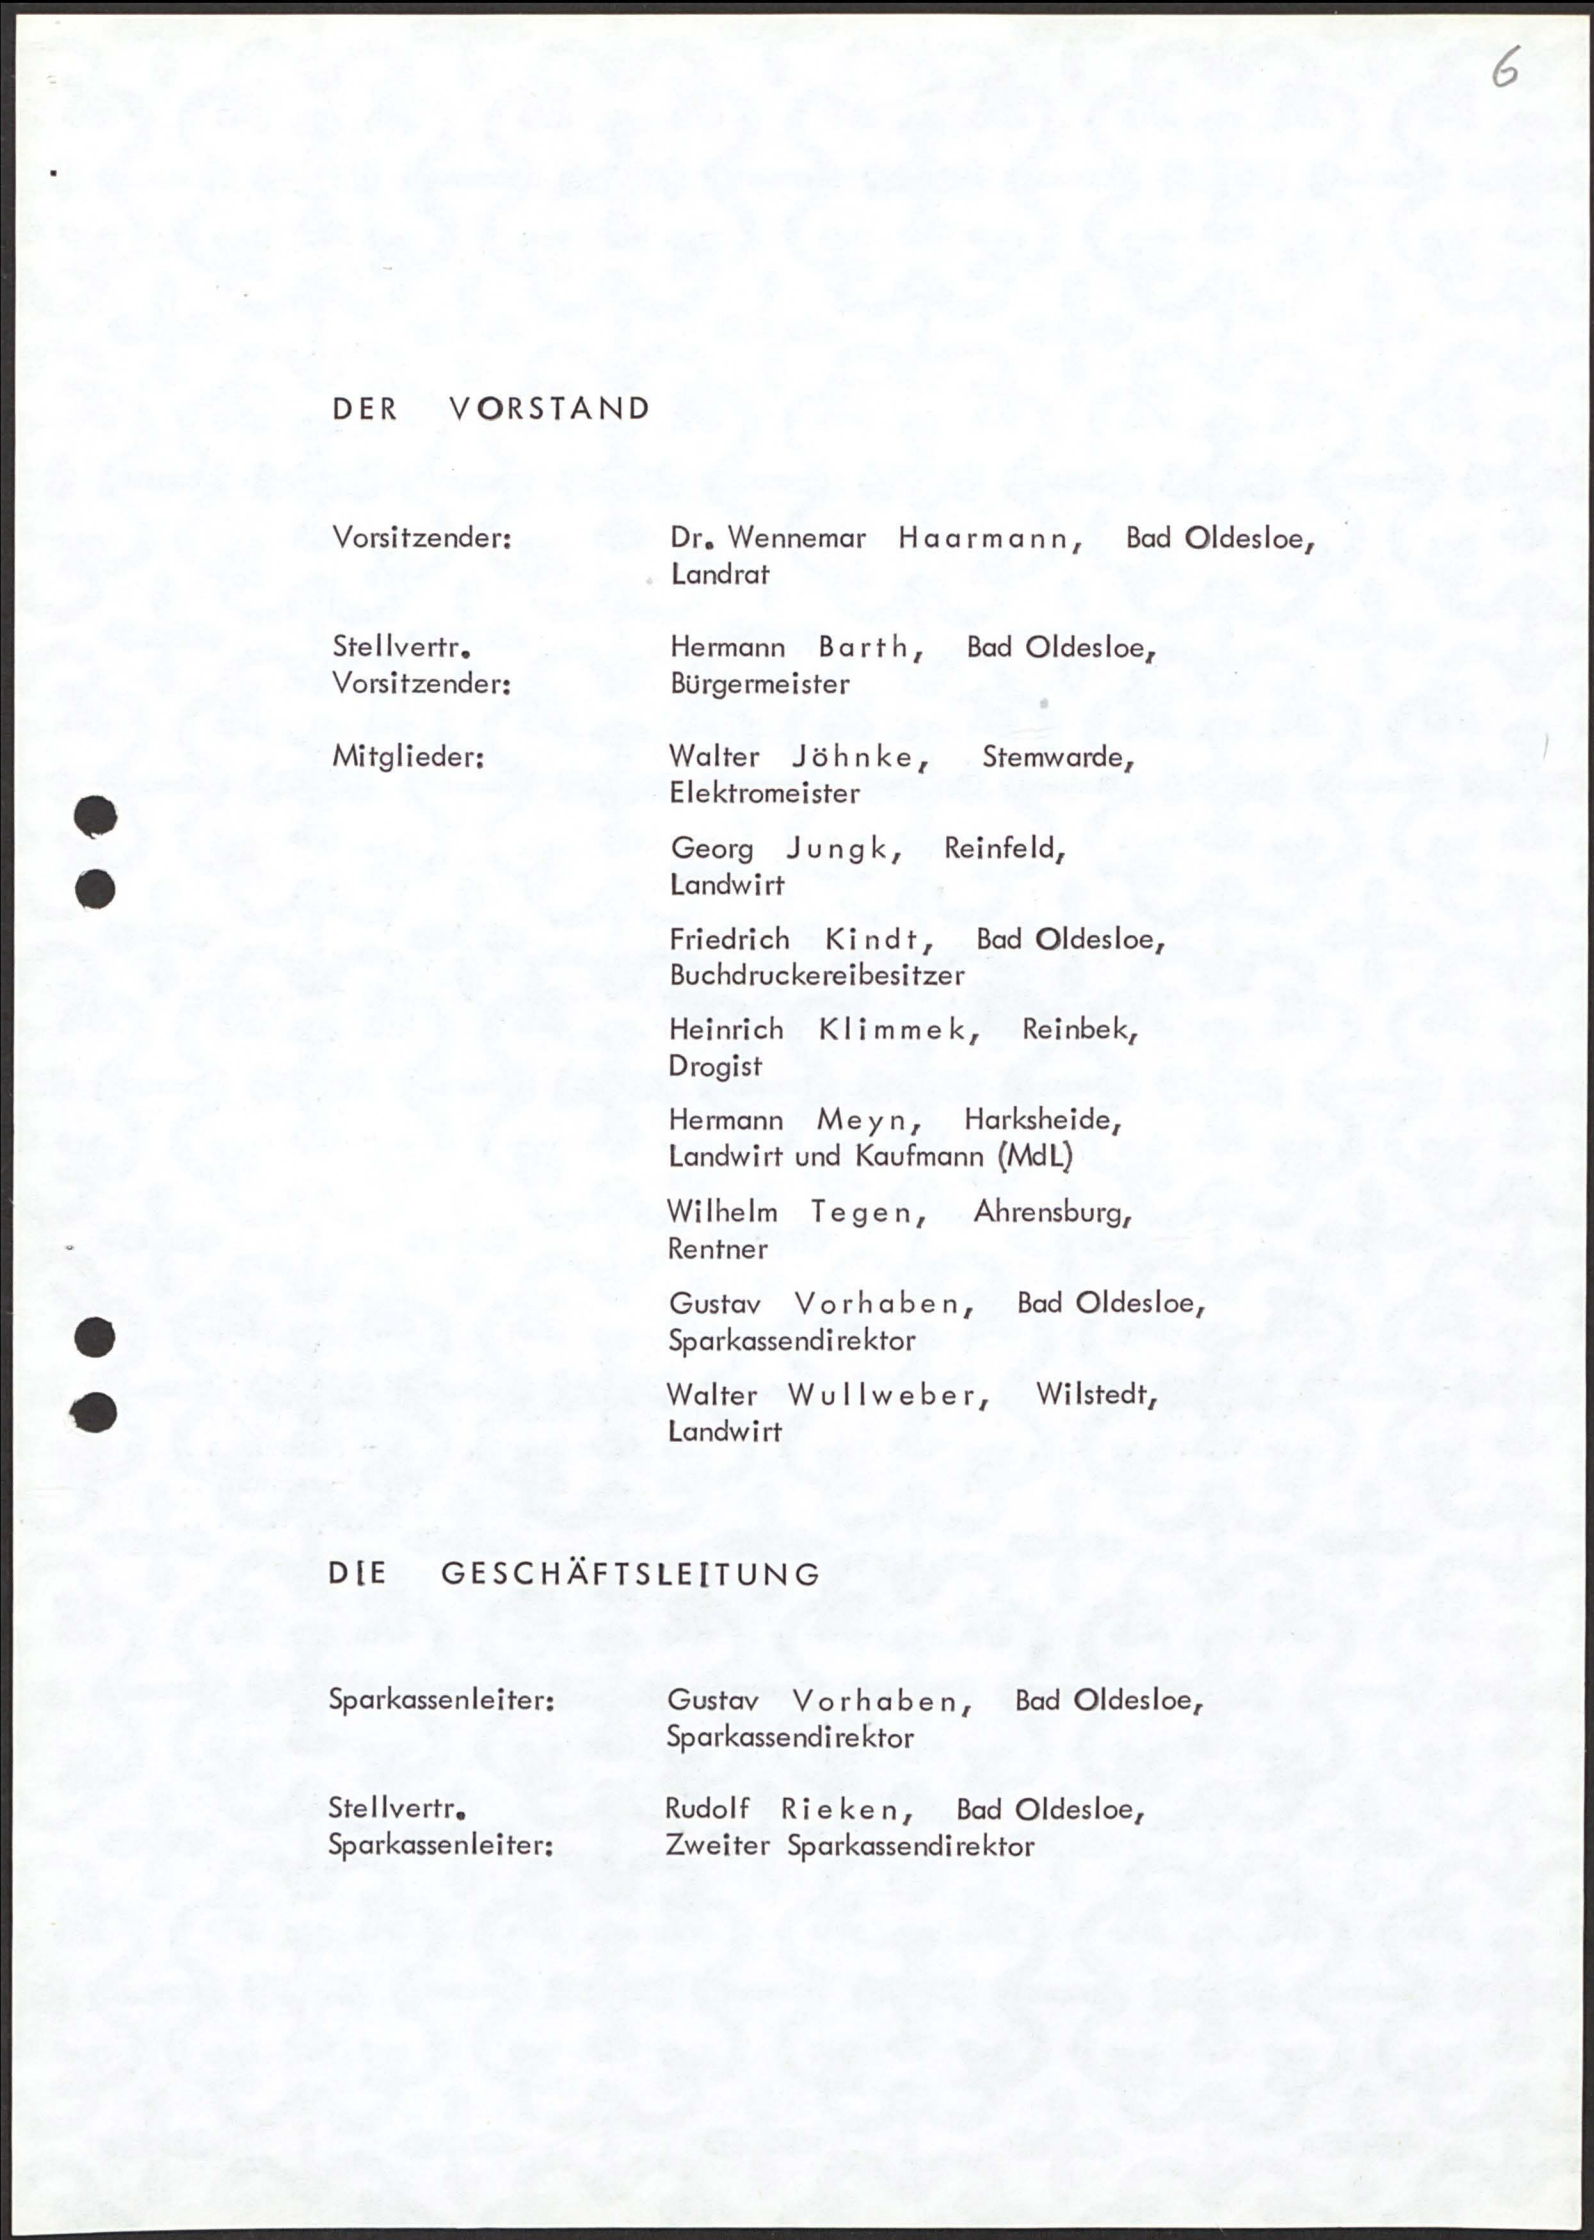 6
DER VORSTAND
Vorsitzender: Dr. Wennemar Haarmann, Bad Oldesloe,
Landrat
Stellvertr. Hermann Barth, Bad Oldesloe,
Vorsitzender: Bürgermeister
Mitglieder: Walter Jöhnke, Stemwarde,
Elektromeister
Georg Jungk, Reinfeld,
Landwirt
Friedrich Kindt, Bad Oldesloe,
Buchdruckereibesitzer
Heinrich Klimmek, Reinbek,
Drogist
Hermann Meyn, Harksheide,
Landwirt und Kaufmann (MdL)
Wilhelm Tegen, Ahrensburg,
Rentner
Gustav Vorhaben, Bad Oldesloe,
Sparkassendirektor
Walter Wullweber, Wilstedt,
Landwirt
DIE GESCHÄFTSLEITUNG
Sparkassenleiter: Gustav Vorhaben, Bad Oldesloe,
Sparkassendirektor
Stellvertr. Rudolf Rieken, Bad Oldesloe,
Sparkassenleiter: Zweiter Sparkassendirektor